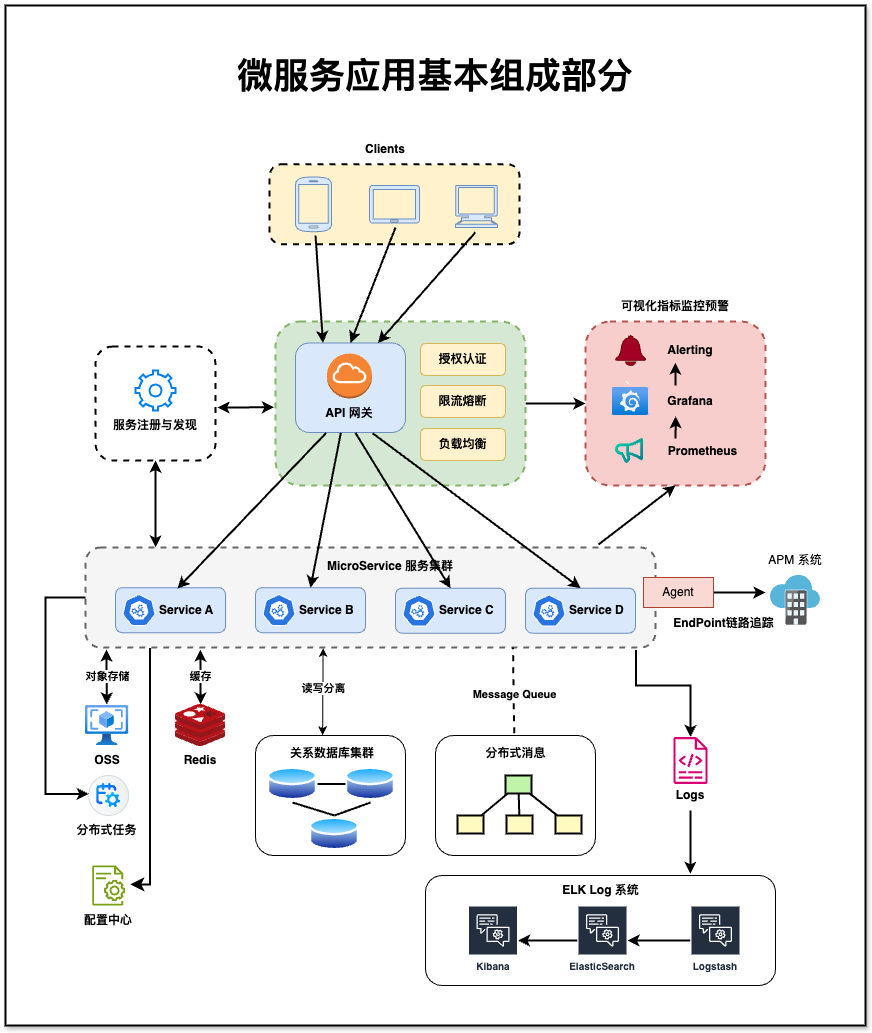 微服务应用基本组成部分
Clients
可视化指标监控预警
API 网关
授权认证
限流熔断
负载均衡
Alerting
Grafana
Prometheus
服务注册与发现
MicroService 服务集群
Service A
Service B
Service C
Service D
Agent
APM 系统
EndPoint链路追踪
对象存储
缓存
读写分离
Message Queue
OSS
Redis
关系数据库集群
分布式消息
Logs
分布式任务
配置中心
ELK Log 系统
Kibana
ElasticSearch
Logstash